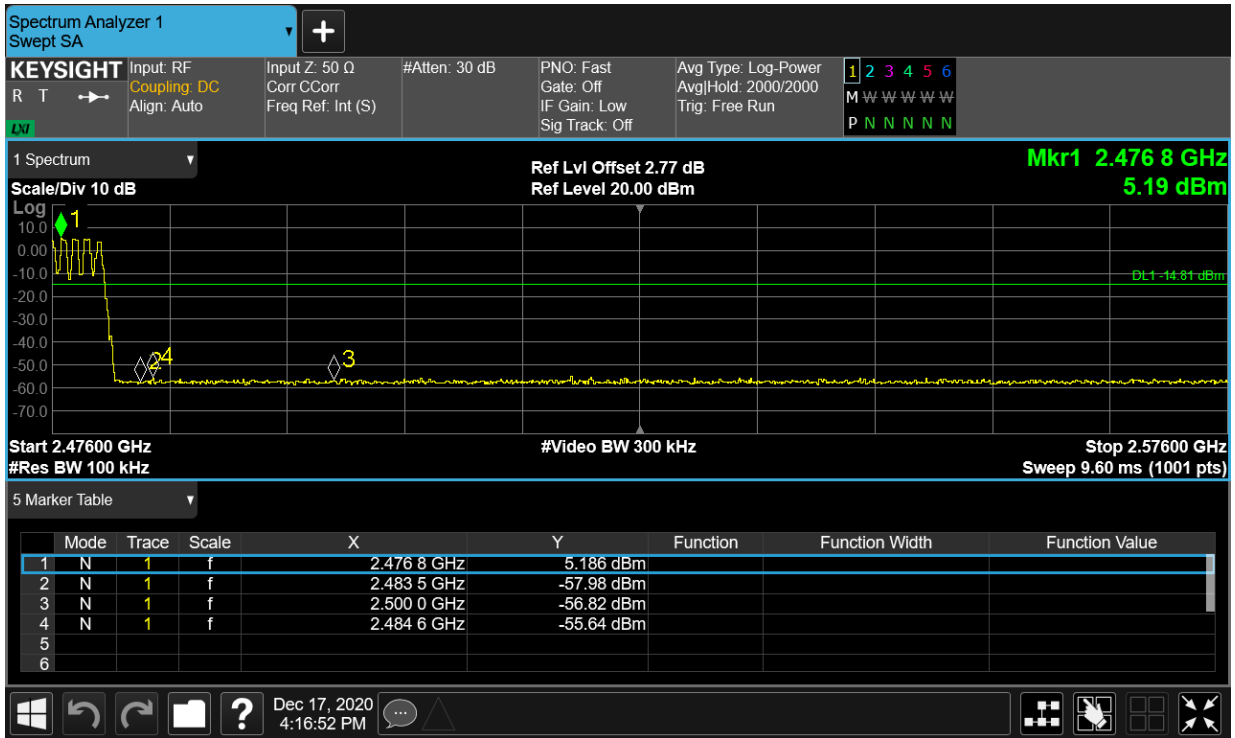 Spectrum Analyzer 1
Swept SA
KEYSIGHT
R T
LXI
Input: RF
Coupling: DC
Align: Auto
Input Z: 50 Ω
Corr CCorr
Freq Ref: Int (S)
#Atten: 30 dB
PNO: Fast
Gate: Off
IF Gain: Low
Sig Track: Off
Avg Type: Log-Power
Avg|Hold: 2000/2000
Trig: Free Run
1 2 3 4 5 6
M W W W W W
P N N N N N
1 Spectrum
Scale/Div 10 dB
Ref Lvl Offset 2.77 dB
Ref Level 20.00 dBm
Mkr1 2.476 8 GHz
5.19 dBm
Log
10.0
0.00
-10.0
-20.0
-30.0
-40.0
-50.0
-60.0
-70.0
1
2 4
3
DL1 -14.81 dBm
Start 2.47600 GHz
#Res BW 100 kHz
#Video BW 300 kHz
Stop 2.57600 GHz
Sweep 9.60 ms (1001 pts)
5 Marker Table
Mode Trace Scale X Y Function Function Width Function Value
1 N 1 f 2.476 8 GHz 5.186 dBm
2 N 1 f 2.483 5 GHz -57.98 dBm
3 N 1 f 2.500 0 GHz -56.82 dBm
4 N 1 f 2.484 6 GHz -55.64 dBm
5
6
?
Dec 17, 2020
4:16:52 PM